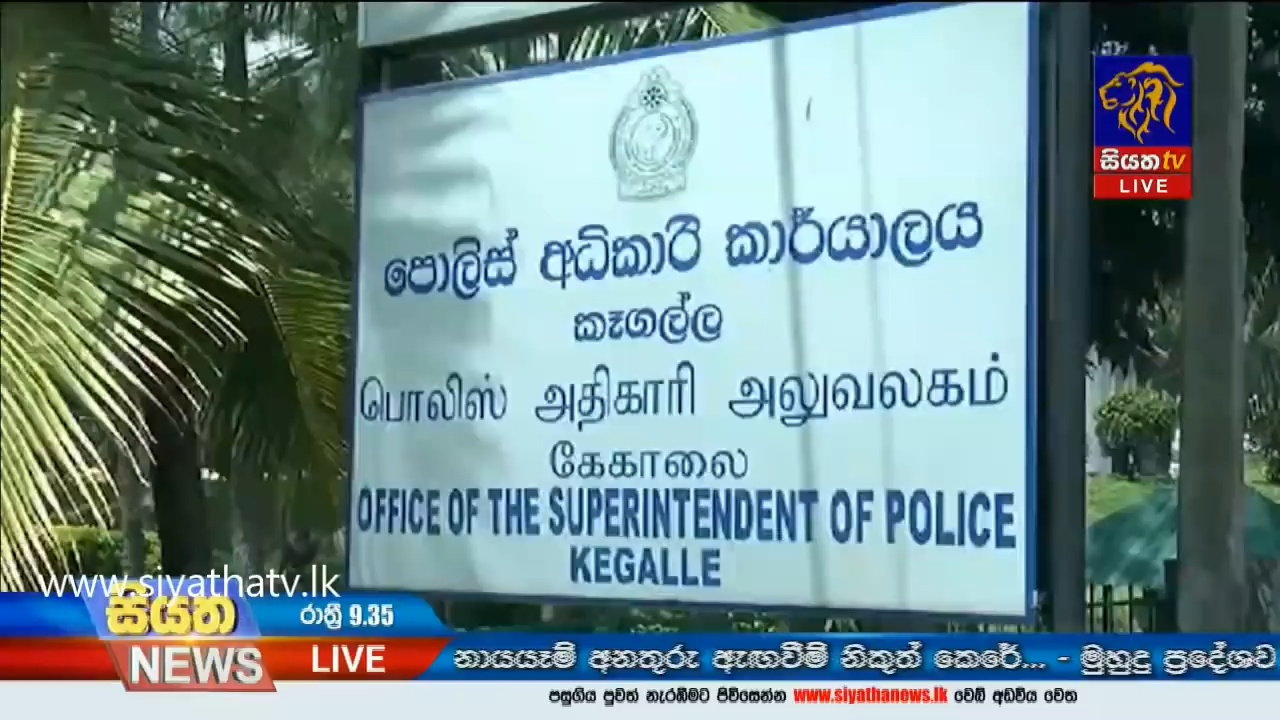 සියත tv
LIVE
පොලිස් අධිකාරී කාර්යාලය
කෑගල්ල
பொலிஸ் அதிகாரி அலுவலகம்
கேகாலை
OFFICE OF THE SUPERINTENDENT OF POLICE
KEGALLE
www.siyathatv.lk
සියත
NEWS
රාත්‍රී 9.35
LIVE
නායයෑම් අනතුරු ඇඟවීම් නිකුත් කෙරේ... - මුහුදු ප්‍රදේශව
පසුගිය පුවත් නැරඹීමට පිවිසෙන්න www.siyathanews.lk වෙබ් අඩවිය වෙත